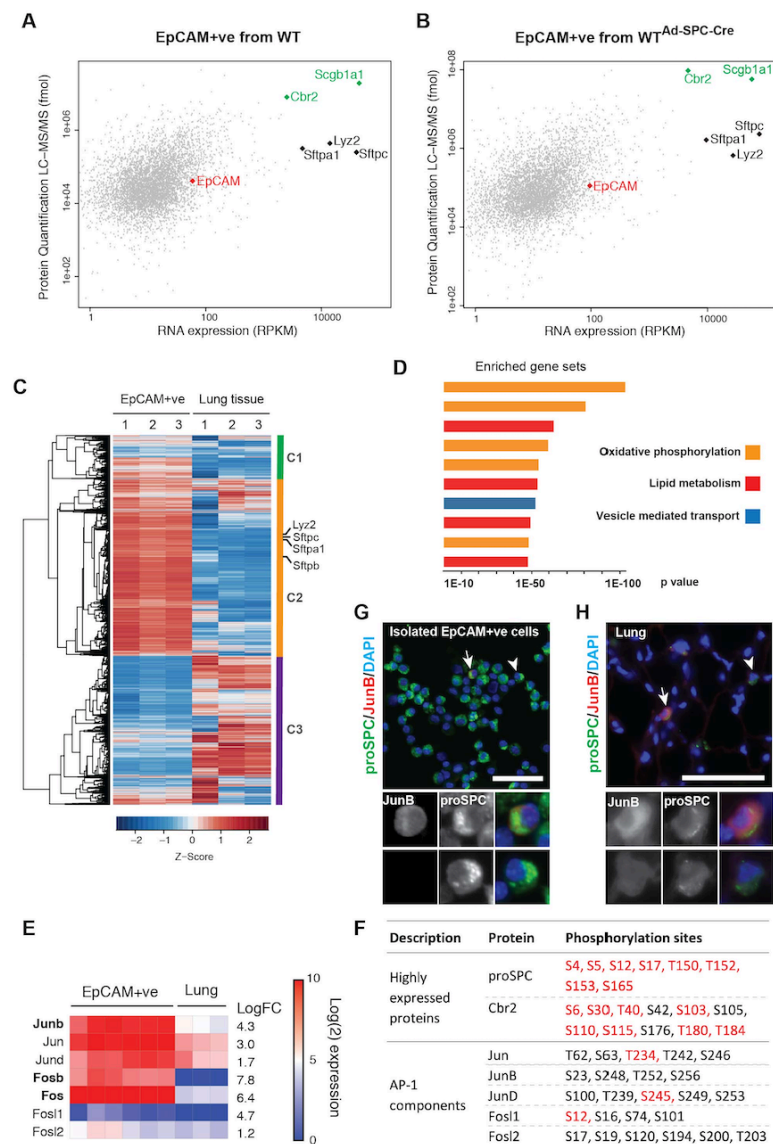 A
EpCAM+ve from WT
Protein Quantification LC–MS/MS (fmol)
1e+06
1e+04
1e+02
Scgb1a1
Cbr2
Lyz2
Sftpa1
Sftpc
EpCAM
1
100
10000
RNA expression (RPKM)
B
EpCAM+ve from WT Ad-SPC-Cre
Protein Quantification LC–MS/MS (fmol)
1e+08
1e+06
1e+04
1e+02
Scgb1a1
Cbr2
Sftpc
Sftpa1
Lyz2
EpCAM
1
100
10000
RNA expression (RPKM)
C
EpCAM+ve Lung tissue
1 2 3 1 2 3
C1
Lyz2
Sftpc
Sftpa1
Sftpb
C2
C3
−2 −1 0 1 2
Z-Score
D
Enriched gene sets
Oxidative phosphorylation
Lipid metabolism
Vesicle mediated transport
1E-10 1E-50 1E-100 p value
G
Isolated EpCAM+ve cells
proSPC/JunB/DAPI
JunB proSPC
H
Lung
proSPC/JunB/DAPI
JunB proSPC
E
EpCAM+ve Lung
LogFC
Junb 4.3
Jun 3.0
Jund 1.7
Fosb 7.8
Fos 6.4
Fosl1 4.7
Fosl2 1.2
10
5
0
Log(2) expression
F
Description Protein Phosphorylation sites
Highly expressed proteins
proSPC S4, S5, S12, S17, T150, T152,
S153, S165
Cbr2 S6, S30, T40, S42, S103, S105,
S110, S115, S176, T180, T184
AP-1 components
Jun T62, S63, T234, T242, S246
JunB S23, S248, T252, S256
JunD S100, T239, S245, S249, S253
Fosl1 S12, S16, S74, S101
Fosl2 S17, S19, S120, S194, S200, T203